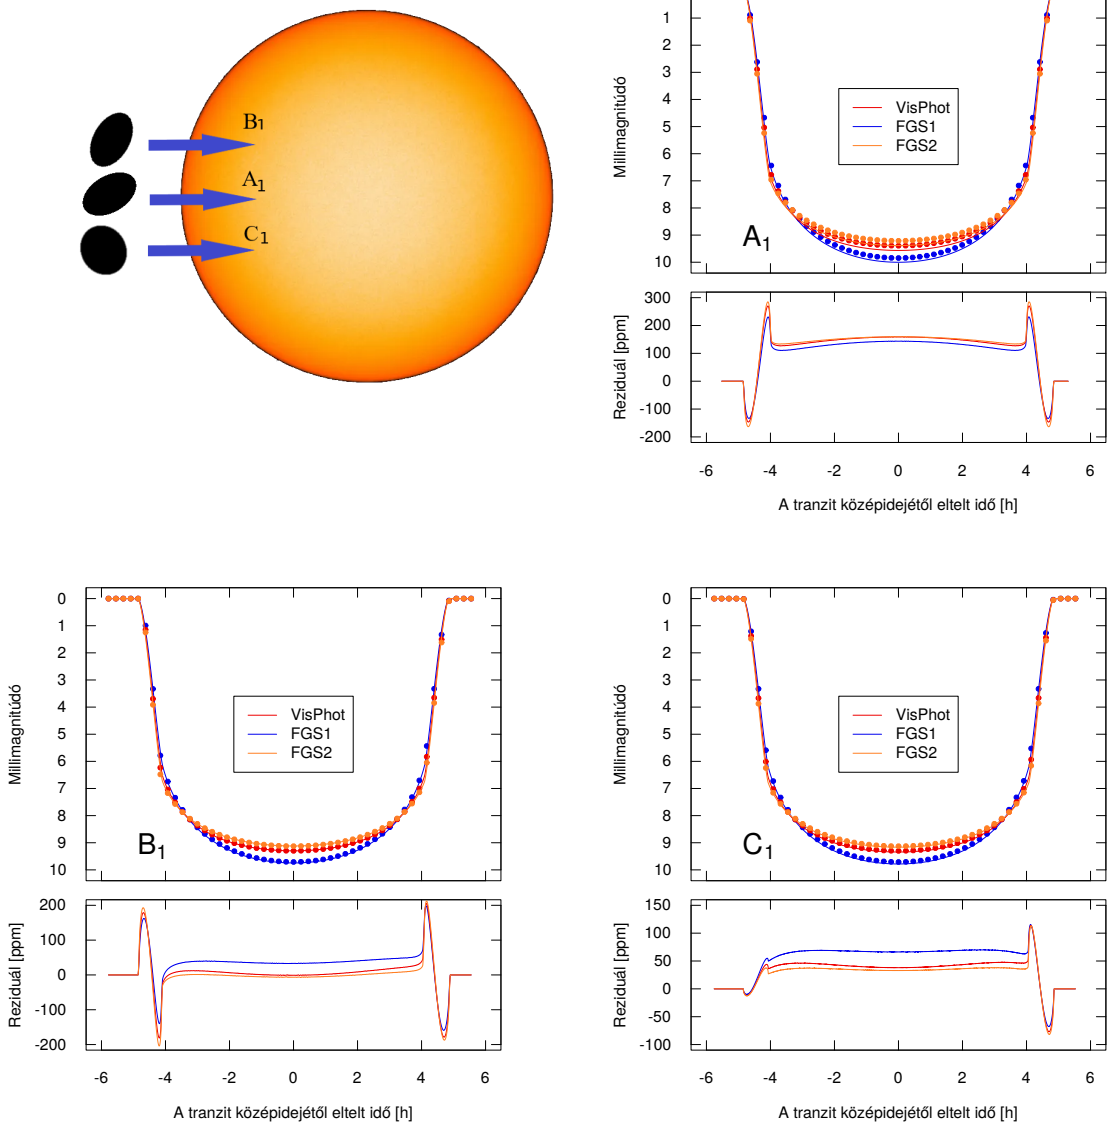 B1
A1
C1
1
2
3
4
5
6
7
8
9
10
Millimagnitúdó
VisPhot
FGS1
FGS2
A1
300
200
100
0
-100
-200
Reziduál [ppm]
-6 -4 -2 0 2 4 6
A tranzit középidejétől eltelt idő [h]
0
1
2
3
4
5
6
7
8
9
10
Millimagnitúdó
VisPhot
FGS1
FGS2
B1
200
100
0
-100
-200
Reziduál [ppm]
-6 -4 -2 0 2 4 6
A tranzit középidejétől eltelt idő [h]
0
1
2
3
4
5
6
7
8
9
10
Millimagnitúdó
VisPhot
FGS1
FGS2
C1
150
100
50
0
-50
-100
Reziduál [ppm]
-6 -4 -2 0 2 4 6
A tranzit középidejétől eltelt idő [h]